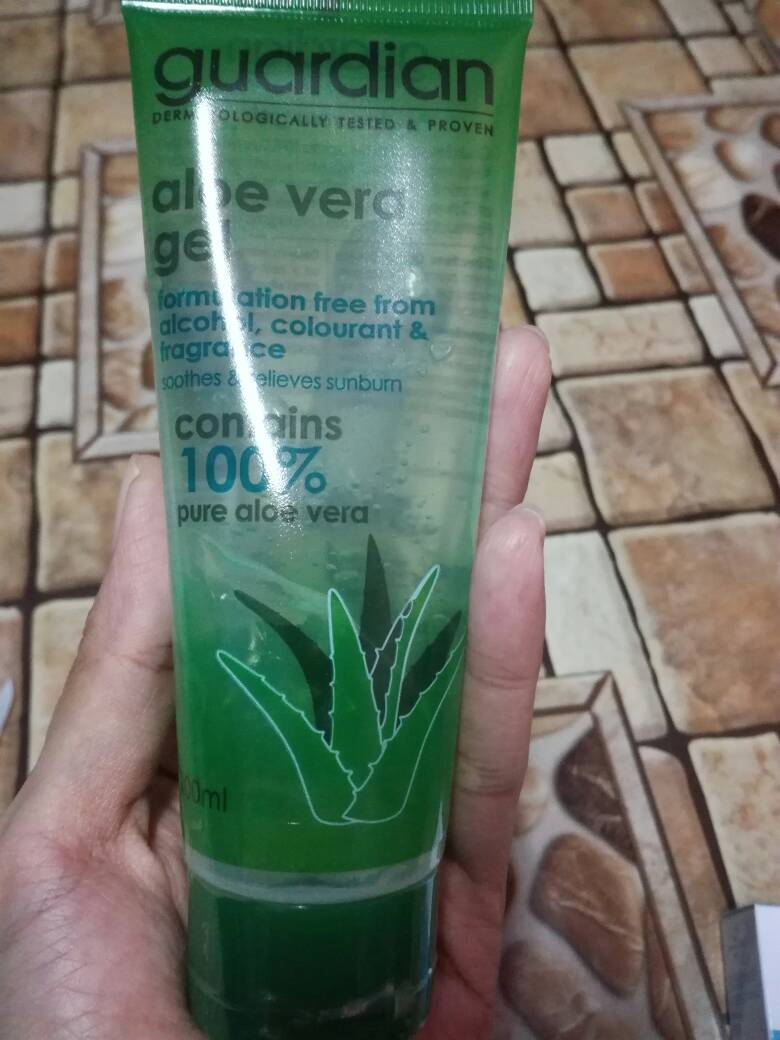 guardian
DERMATOLOGICALLY TESTED & PROVEN
aloe vera
gel
formulation free from
alcohol, colourant &
fragrance
soothes & relieves sunburn
contains
100%
pure aloe vera